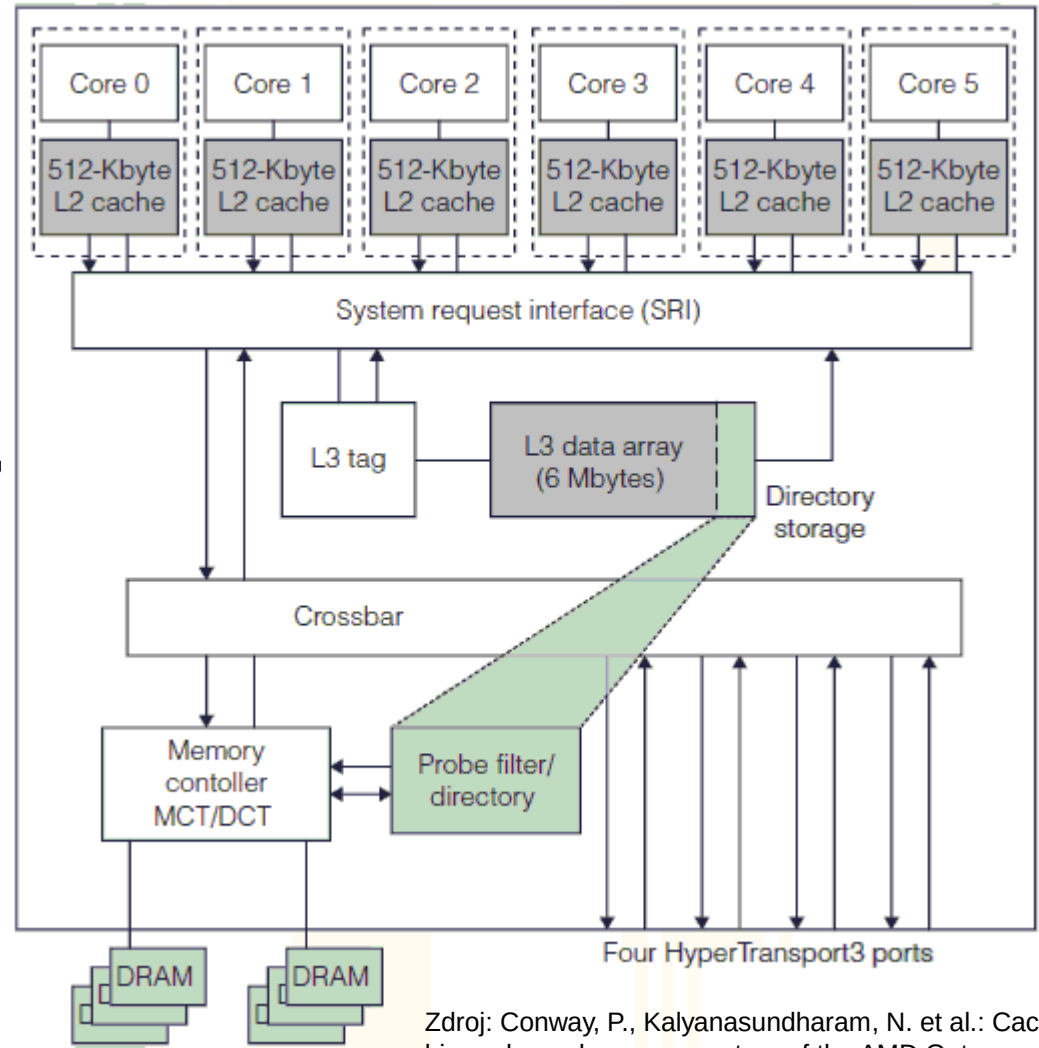 Core 0
Core 1
Core 2
Core 3
Core 4
Core 5
512-Kbyte
L2 cache
512-Kbyte
L2 cache
512-Kbyte
L2 cache
512-Kbyte
L2 cache
512-Kbyte
L2 cache
512-Kbyte
L2 cache
System request interface (SRI)
L3 tag
L3 data array
(6 Mbytes)
Directory
storage
Crossbar
Memory
contoller
MCT/DCT
Probe filter/
directory
DRAM
DRAM
Four HyperTransport3 ports
Zdroj: Conway, P., Kalyanasundharam, N. et al.: Cac